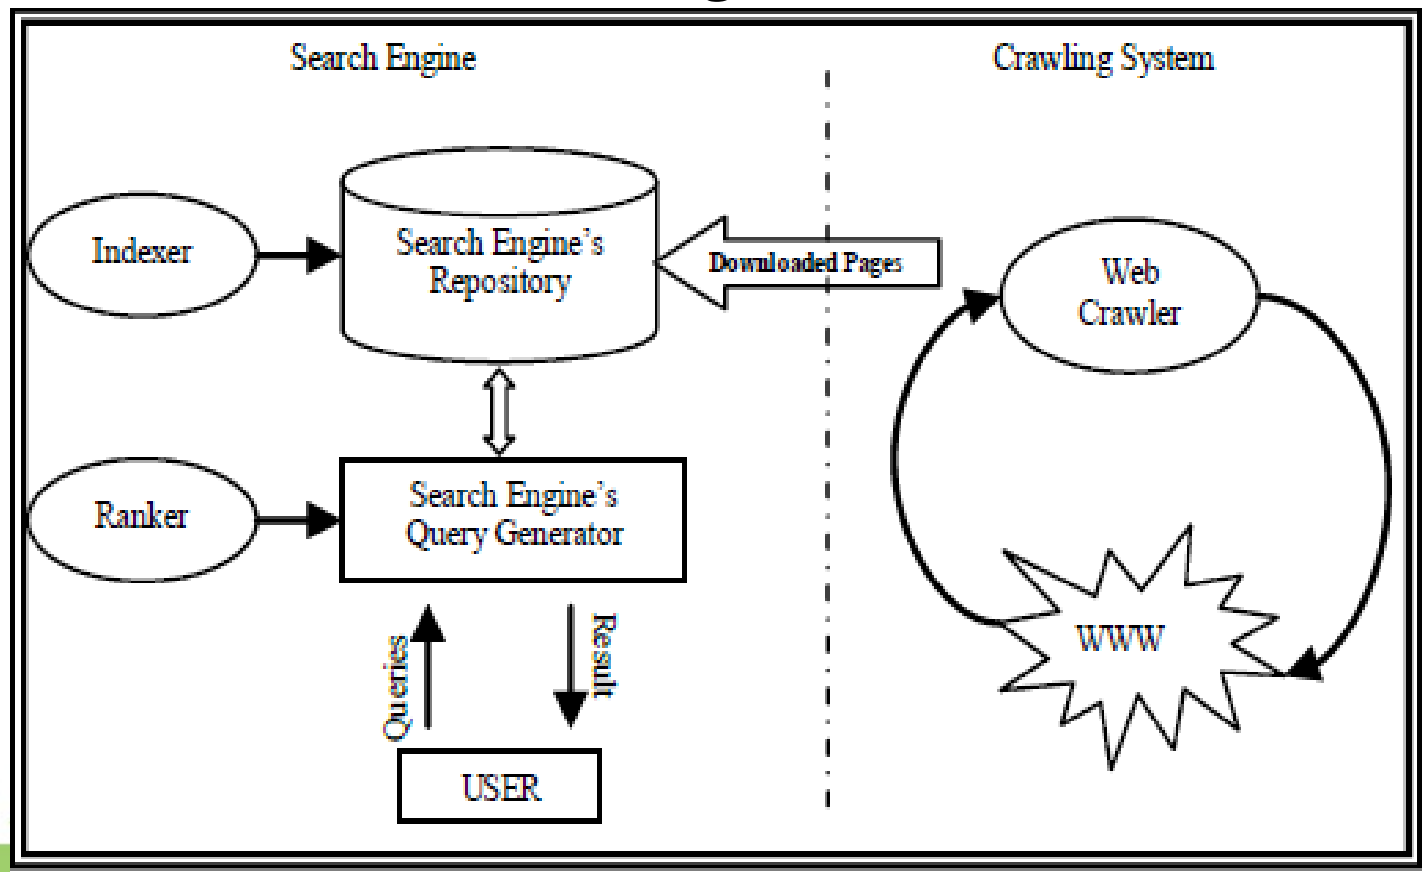 Search Engine
Crawling System
Indexer
Search Engine's
Repository
Downloaded Pages
Web
Crawler
Ranker
Search Engine's
Query Generator
Queries
Result
WWW
USER